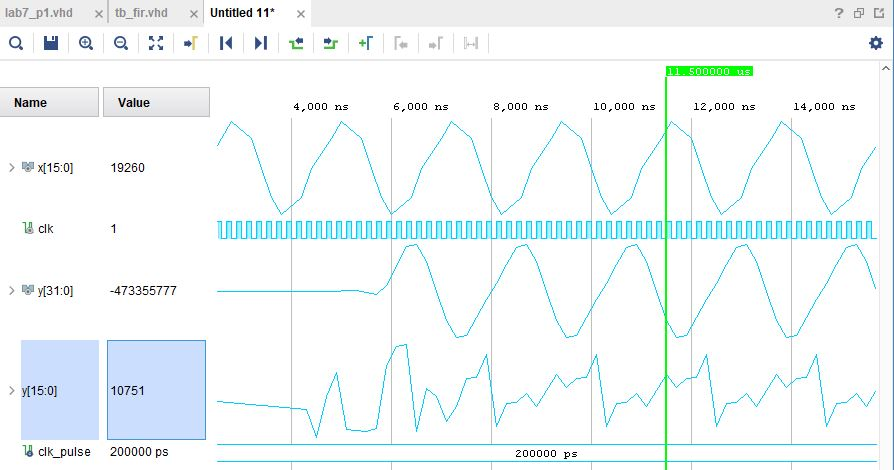 lab7_p1.vhd × tb_fir.vhd × Untitled 11* ×
11.500000 us
Name Value
4,000 ns 6,000 ns 8,000 ns 10,000 ns 12,000 ns 14,000 ns
x[15:0] 19260
clk 1
y[31:0] -473355777
y[15:0] 10751
clk_pulse 200000 ps 200000 ps